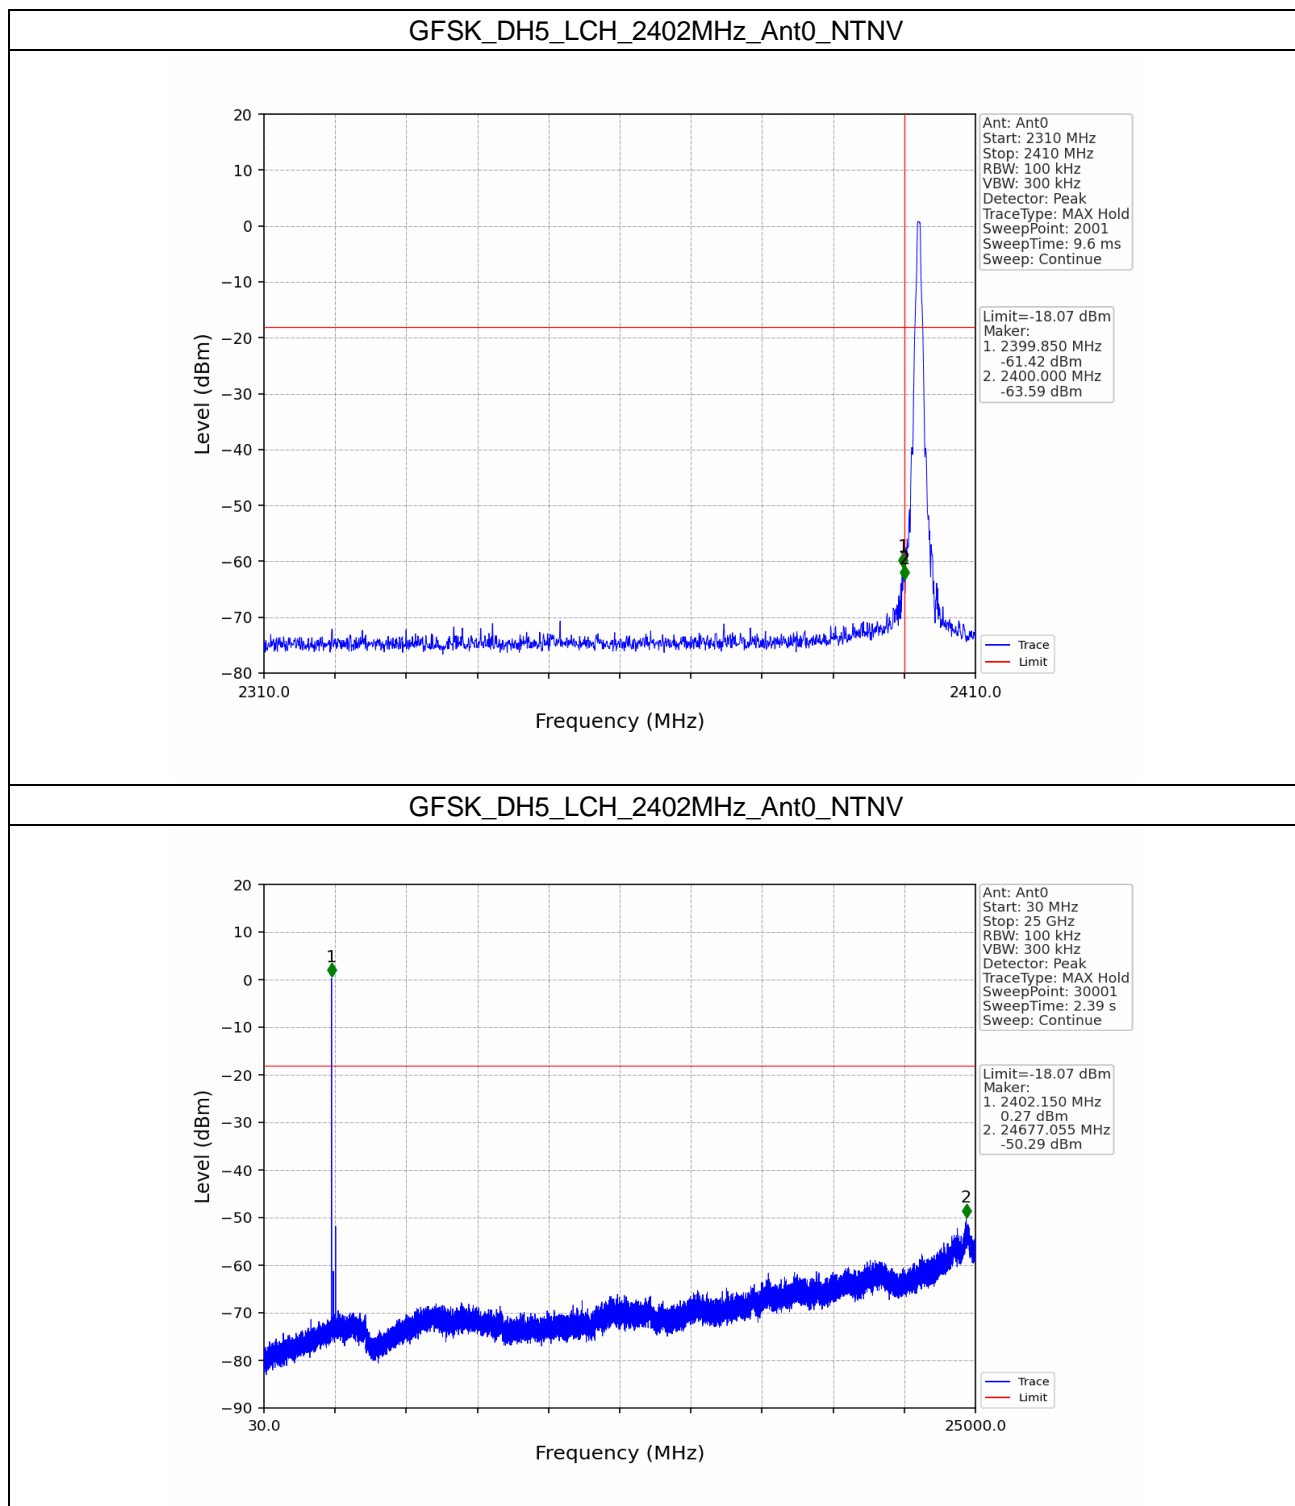 GFSK_DH5_LCH_2402MHz_Ant0_NTNV
20
10
0
−10
−20
−30
−40
−50
−60
−70
−80
Level (dBm)
2310.0
2410.0
Frequency (MHz)
1
2
Ant: Ant0
Start: 2310 MHz
Stop: 2410 MHz
RBW: 100 kHz
VBW: 300 kHz
Detector: Peak
TraceType: MAX Hold
SweepPoint: 2001
SweepTime: 9.6 ms
Sweep: Continue
Limit=-18.07 dBm
Maker:
1. 2399.850 MHz
-61.42 dBm
2. 2400.000 MHz
-63.59 dBm
Trace
Limit
GFSK_DH5_LCH_2402MHz_Ant0_NTNV
20
10
0
−10
−20
−30
−40
−50
−60
−70
−80
−90
Level (dBm)
30.0
25000.0
Frequency (MHz)
1
2
Ant: Ant0
Start: 30 MHz
Stop: 25 GHz
RBW: 100 kHz
VBW: 300 kHz
Detector: Peak
TraceType: MAX Hold
SweepPoint: 30001
SweepTime: 2.39 s
Sweep: Continue
Limit=-18.07 dBm
Maker:
1. 2402.150 MHz
0.27 dBm
2. 24677.055 MHz
-50.29 dBm
Trace
Limit